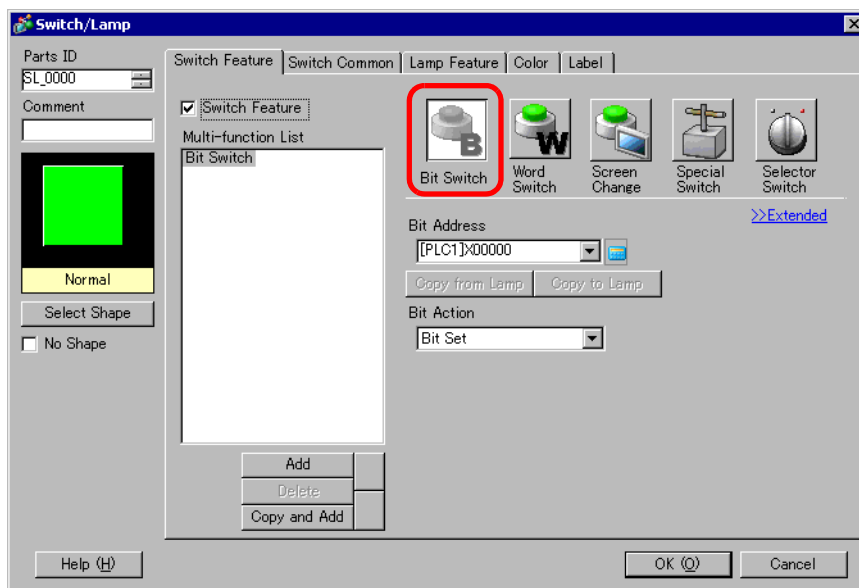 Switch/Lamp
Parts ID
SL_0000
Comment
Normal
Select Shape
No Shape
Switch Feature
Switch Common
Lamp Feature
Color
Label
Switch Feature
Multi-function List
Bit Switch
Add
Delete
Copy and Add
B
Bit Switch
W
Word
Switch
Screen
Change
Special
Switch
Selector
Switch
>>Extended
Bit Address
[PLC1]X00000
Copy from Lamp
Copy to Lamp
Bit Action
Bit Set
Help (H)
OK (O)
Cancel